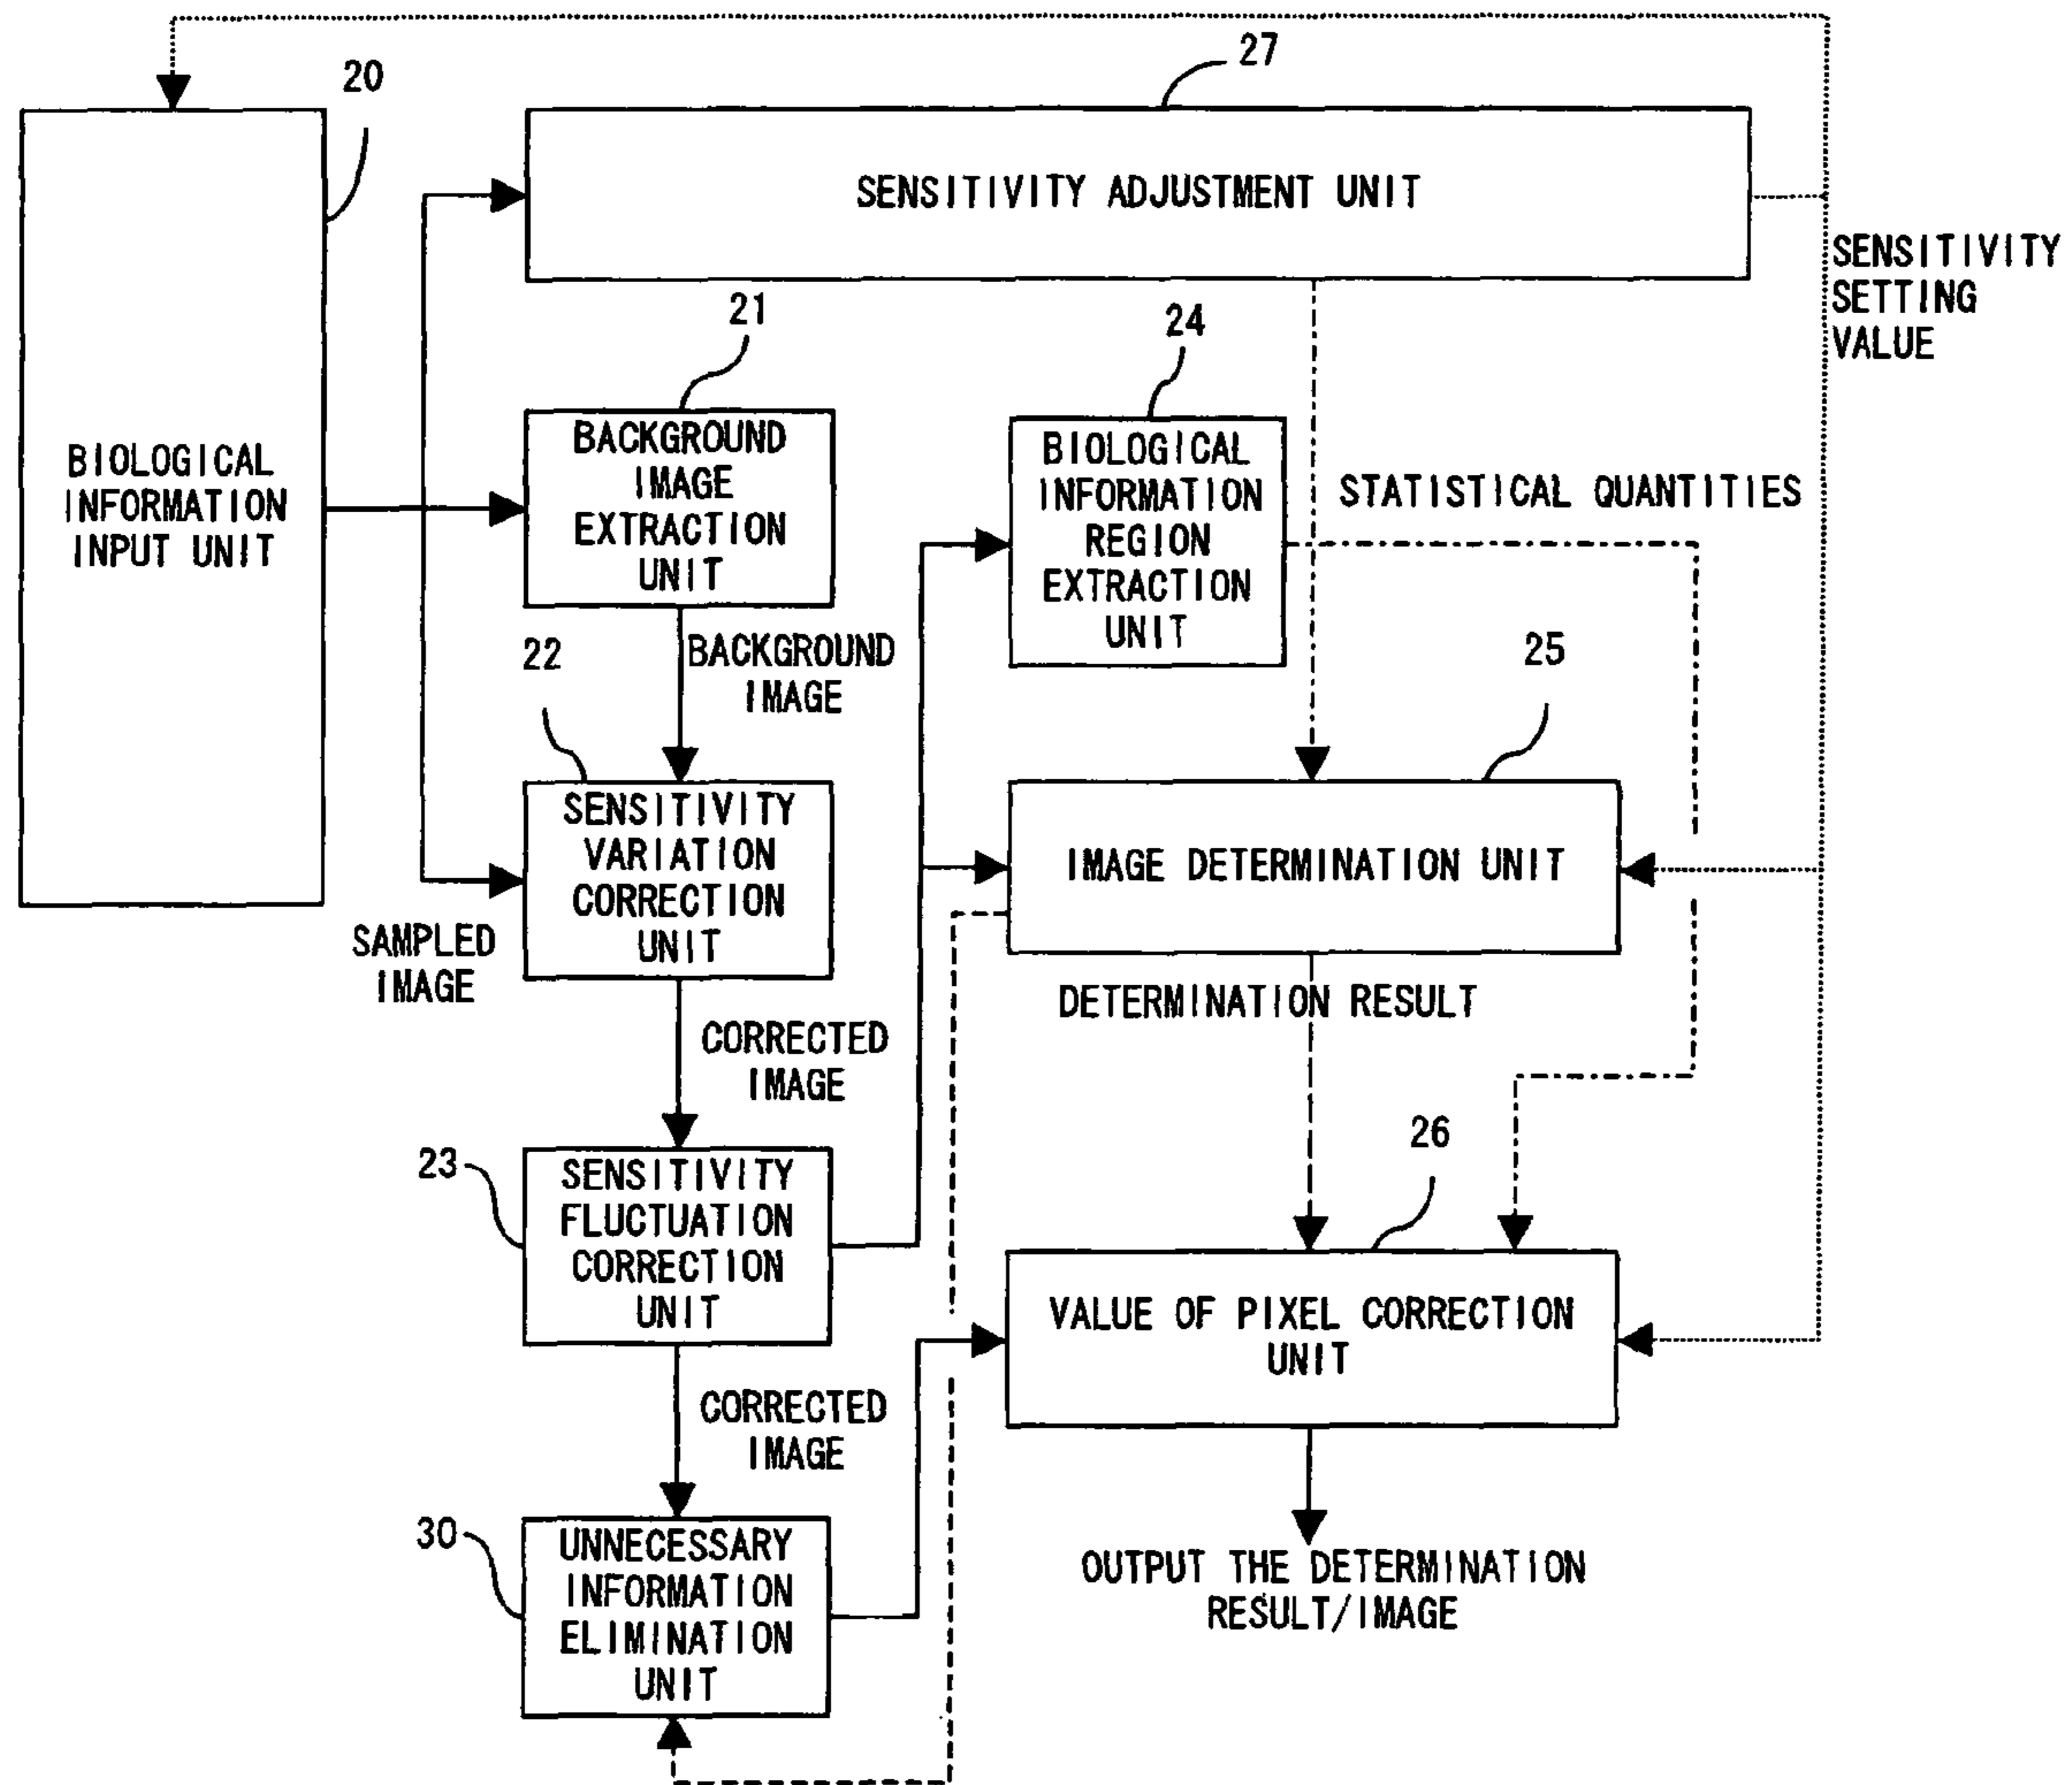 27
20
SENSITIVITY ADJUSTMENT UNIT
SENSITIVITY
SETTING
VALUE
21
24
BIOLOGICAL
INFORMATION
INPUT UNIT
BACKGROUND
IMAGE
EXTRACTION
UNIT
BIOLOGICAL
INFORMATION
REGION
EXTRACTION
UNIT
STATISTICAL QUANTITIES
BACKGROUND
IMAGE
22
25
SENSITIVITY
VARIATION
CORRECTION
UNIT
IMAGE DETERMINATION UNIT
SAMPLED
IMAGE
DETERMINATION RESULT
CORRECTED
IMAGE
23
26
SENSITIVITY
FLUCTUATION
CORRECTION
UNIT
VALUE OF PIXEL CORRECTION
UNIT
CORRECTED
IMAGE
30
UNNECESSARY
INFORMATION
ELIMINATION
UNIT
OUTPUT THE DETERMINATION
RESULT/IMAGE